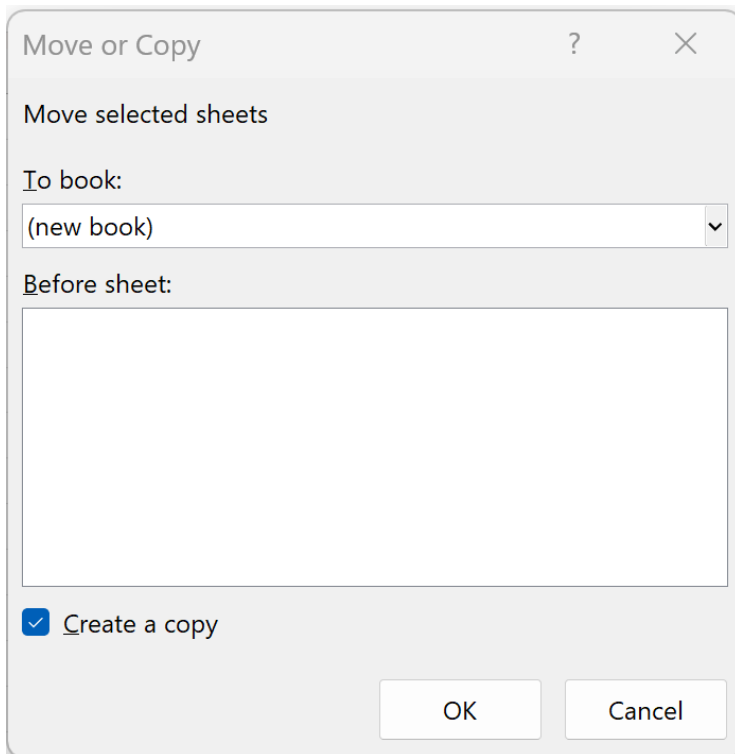 Move or Copy ?
Move selected sheets
To book:
(new book)
Before sheet:
Create a copy
OK Cancel